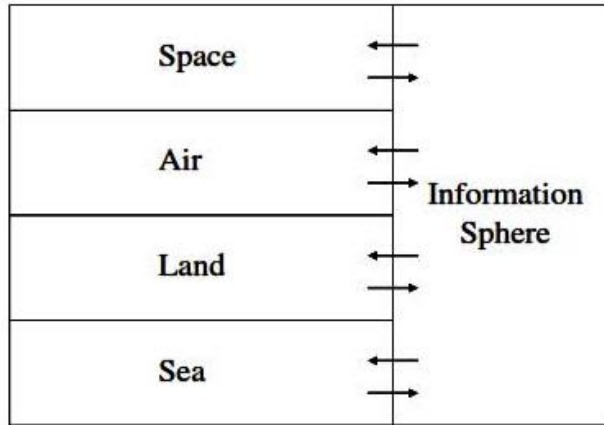 Space
Air
Land
Sea
Information
Sphere